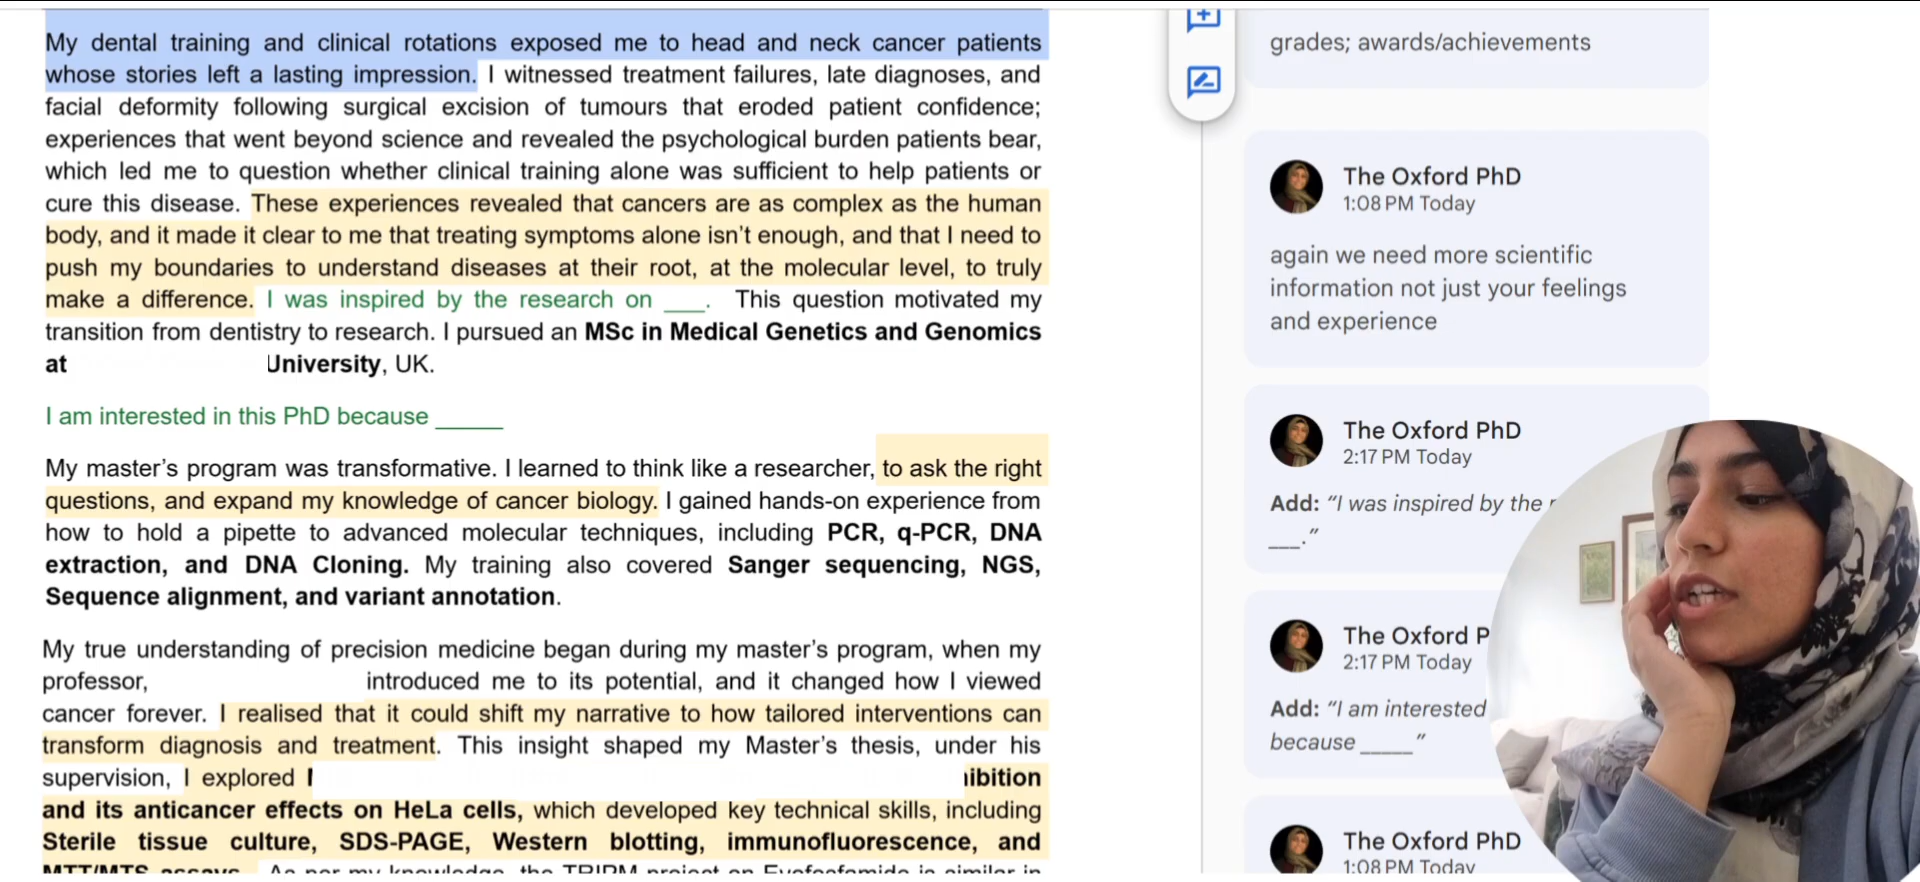 My dental training and clinical rotations exposed me to head and neck cancer patients
whose stories left a lasting impression. I witnessed treatment failures, late diagnoses, and
facial deformity following surgical excision of tumours that eroded patient confidence;
experiences that went beyond science and revealed the psychological burden patients bear,
which led me to question whether clinical training alone was sufficient to help patients or
cure this disease. These experiences revealed that cancers are as complex as the human
body, and it made it clear to me that treating symptoms alone isn't enough, and that I need to
push my boundaries to understand diseases at their root, at the molecular level, to truly
make a difference. I was inspired by the research on ___. This question motivated my
transition from dentistry to research. I pursued an MSc in Medical Genetics and Genomics
at University, UK.
I am interested in this PhD because _____
My master's program was transformative. I learned to think like a researcher, to ask the right
questions, and expand my knowledge of cancer biology. I gained hands-on experience from
how to hold a pipette to advanced molecular techniques, including PCR, q-PCR, DNA
extraction, and DNA Cloning. My training also covered Sanger sequencing, NGS,
Sequence alignment, and variant annotation.
My true understanding of precision medicine began during my master's program, when my
professor, introduced me to its potential, and it changed how I viewed
cancer forever. I realised that it could shift my narrative to how tailored interventions can
transform diagnosis and treatment. This insight shaped my Master's thesis, under his
supervision, I explored ibition
and its anticancer effects on HeLa cells, which developed key technical skills, including
Sterile tissue culture, SDS-PAGE, Western blotting, immunofluorescence, and
MTT/MTS assays.
grades; awards/achievements
The Oxford PhD
1:08 PM Today
again we need more scientific
information not just your feelings
and experience
The Oxford PhD
2:17 PM Today
Add: "I was inspired by the
___."
The Oxford P
2:17 PM Today
Add: "I am interested
because _____"
The Oxford PhD
1:08 PM Today